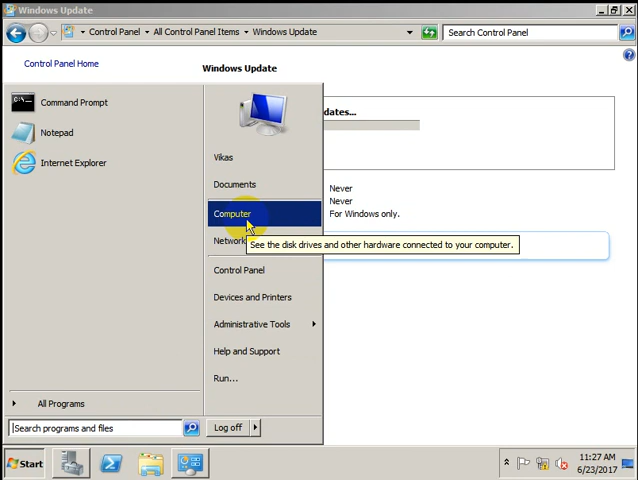 Windows Update
Control Panel
All Control Panel Items
Windows Update
Search Control Panel
Control Panel Home
Windows Update
C:\
Command Prompt
Notepad
Internet Explorer
Vikas
Documents
Computer
Network
Control Panel
Devices and Printers
Administrative Tools
Help and Support
Run...
dates...
Never
Never
For Windows only.
See the disk drives and other hardware connected to your computer.
All Programs
Search programs and files
Log off
Start
11:27 AM
6/23/2017